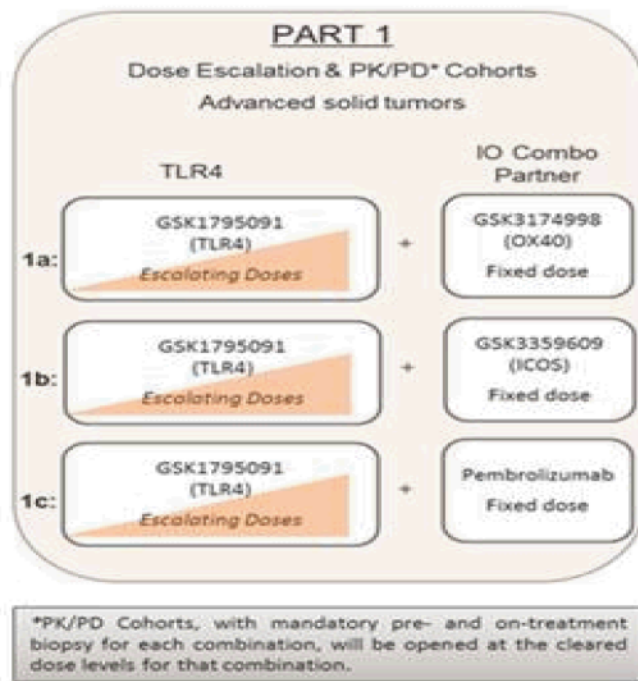 PART 1
Dose Escalation & PK/PD* Cohorts
Advanced solid tumors
TLR4
IO Combo
Partner
1a:
GSK1795091
(TLR4)
Escalating Doses
+
GSK3174998
(OX40)
Fixed dose
1b:
GSK1795091
(TLR4)
Escalating Doses
+
GSK3359609
(ICOS)
Fixed dose
1c:
GSK1795091
(TLR4)
Escalating Doses
+
Pembrolizumab
Fixed dose
*PK/PD Cohorts, with mandatory pre- and on-treatment
biopsy for each combination, will be opened at the cleared
dose levels for that combination.